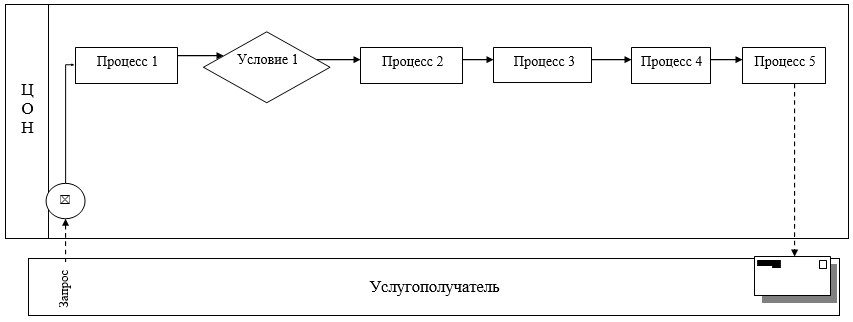 Процесс 1
Условие 1
Процесс 2
Процесс 3
Процесс 4
Процесс 5
Ц
О
Н
Запрос
Услугополучатель